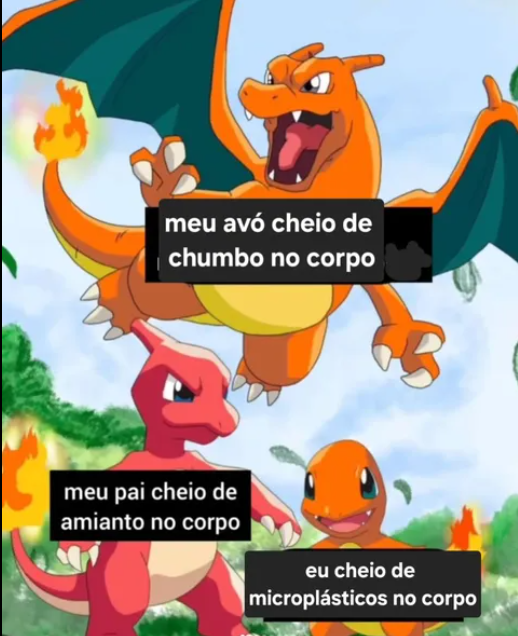 meu avó cheio de
chumbo no corpo
meu pai cheio de
amianto no corpo
eu cheio de
microplásticos no corpo